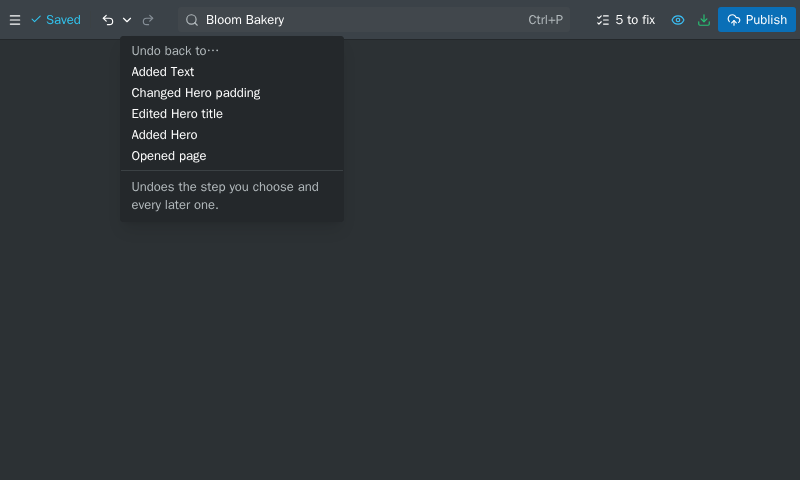 Saved
Bloom Bakery
Ctrl+P
5 to fix
Publish
Undo back to···
Added Text
Changed Hero padding
Edited Hero title
Added Hero
Opened page
Undoes the step you choose and
every later one.